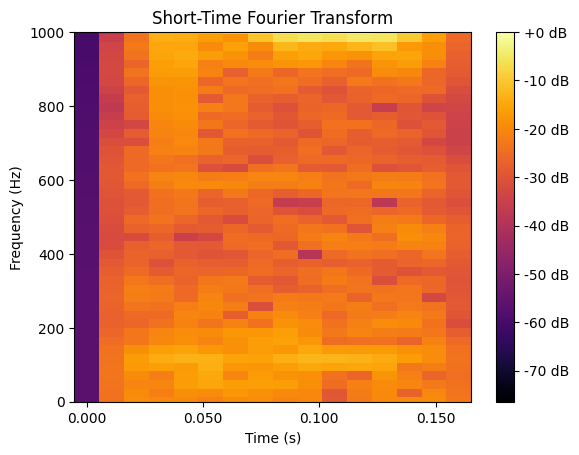 Short-Time Fourier Transform
1000
800
600
400
200
0
Frequency (Hz)
0.000
0.050
0.100
0.150
Time (s)
+0 dB
-10 dB
-20 dB
-30 dB
-40 dB
-50 dB
-60 dB
-70 dB